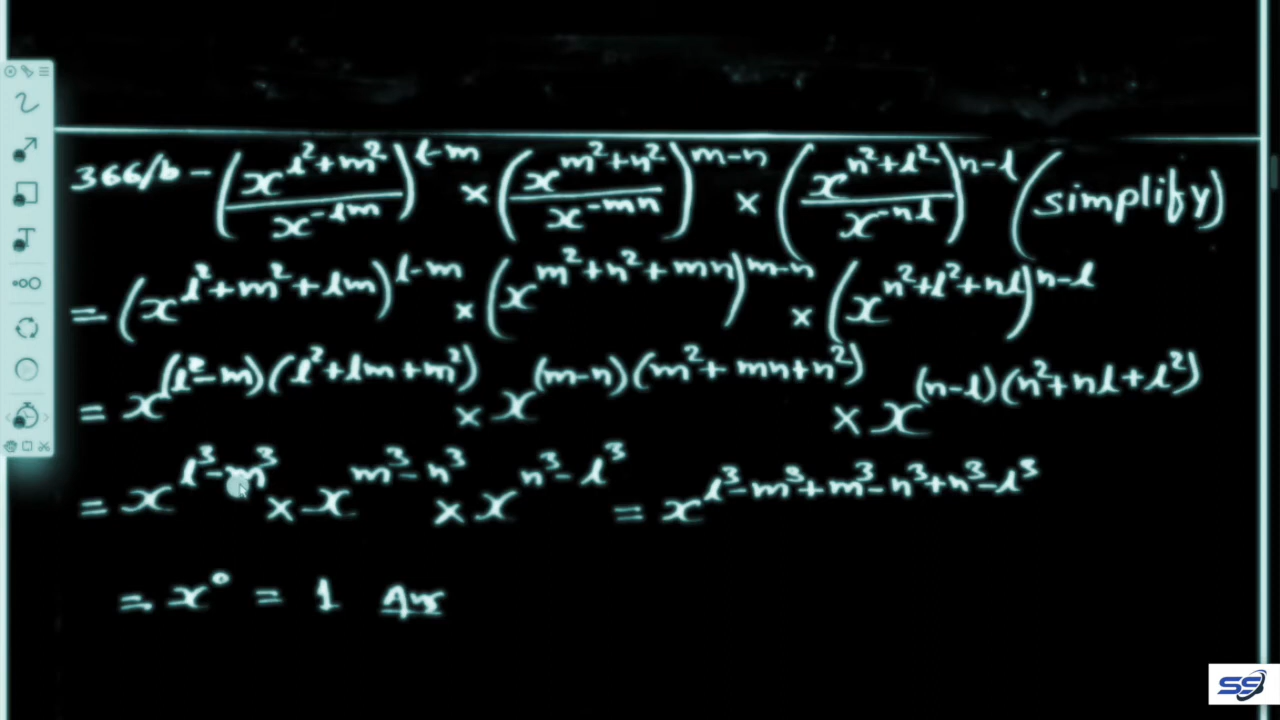 366/b - (x^(l²+m²)/x^(-lm))^(l-m) × (x^(m²+n²)/x^(-mn))^(m-n) × (x^(n²+l²)/x^(-nl))^(n-l) (simplify)
= (x^(l²+m²+lm))^(l-m) × (x^(m²+n²+mn))^(m-n) × (x^(n²+l²+nl))^(n-l)
= x^((l²-m)(l²+lm+m²)) × x^((m-n)(m²+mn+n²)) × x^((n-l)(n²+nl+l²))
= x^(l³-m³) × x^(m³-n³) × x^(n³-l³) = x^(l³-m³+m³-n³+n³-l³)
= x⁰ = 1 Ans
SS